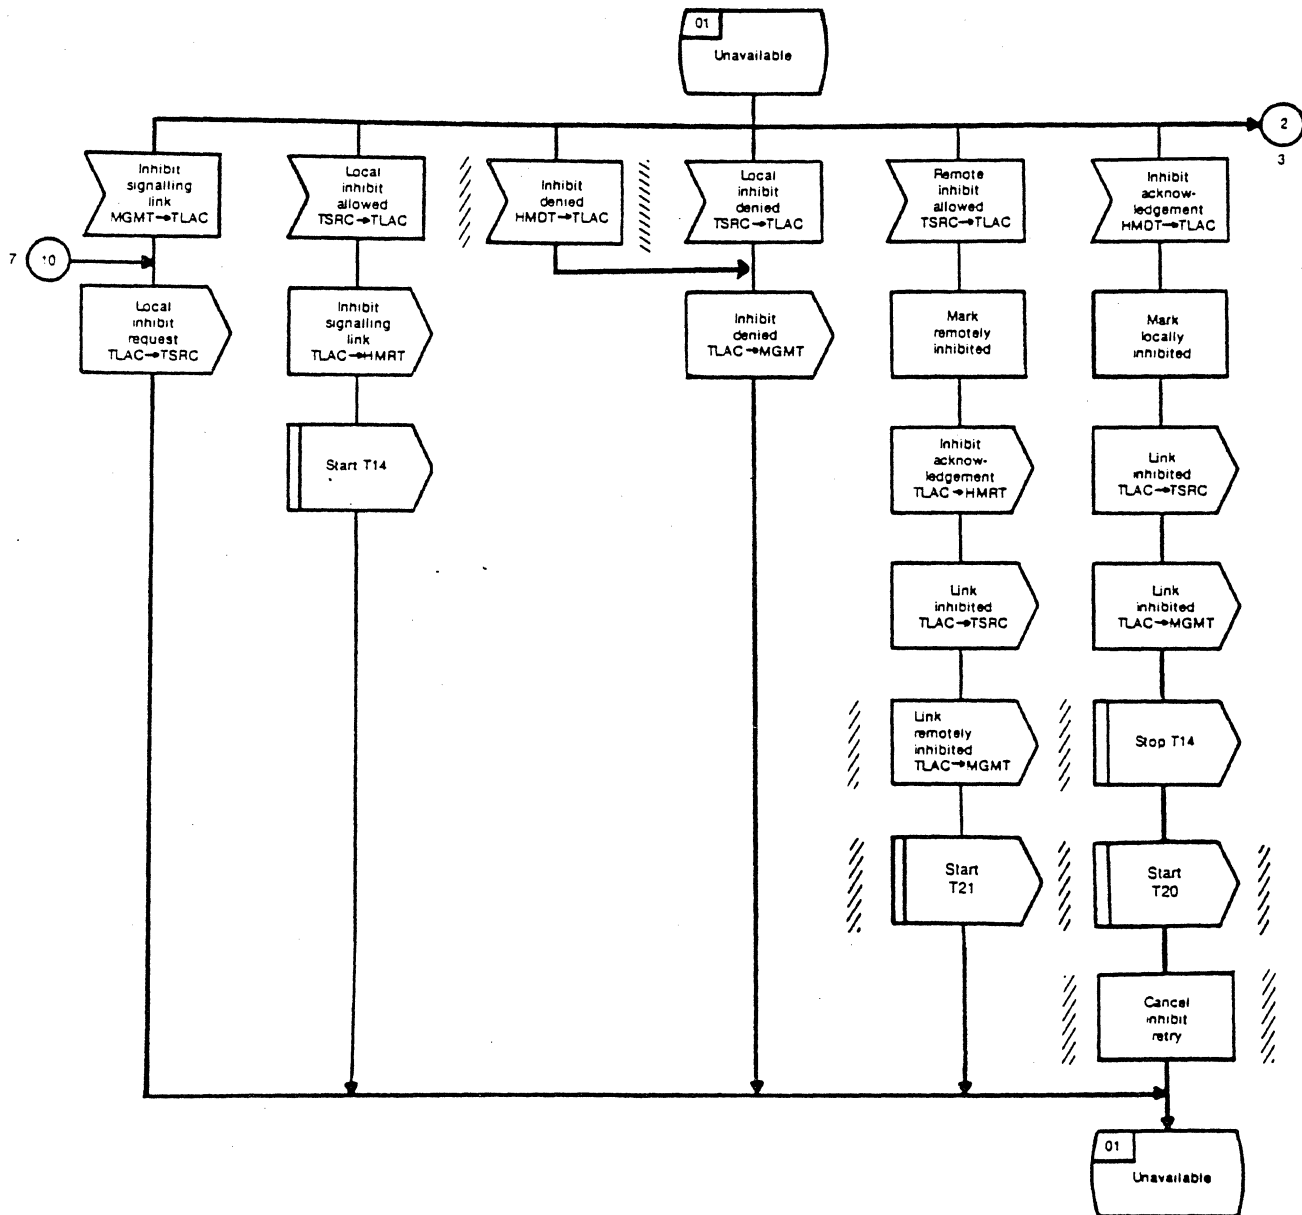 01
Unavailable
2
3
Inhibit
signalling
link
MGMT→TLAC
Local
inhibit
allowed
TSRC→TLAC
Inhibit
denied
HMDT→TLAC
Local
inhibit
denied
TSRC→TLAC
Remote
inhibit
allowed
TSRC→TLAC
Inhibit
acknow-
ledgement
HMDT→TLAC
7
10
Local
inhibit
request
TLAC→TSRC
Inhibit
signalling
link
TLAC→HMRT
Inhibit
denied
TLAC→MGMT
Mark
remotely
inhibited
Mark
locally
inhibited
Start T14
Inhibit
acknow-
ledgement
TLAC→HMRT
Link
inhibited
TLAC→TSRC
Link
inhibited
TLAC→TSRC
Link
inhibited
TLAC→MGMT
Link
remotely
inhibited
TLAC→MGMT
Stop T14
Start
T21
Start
T20
Cancel
inhibit
retry
01
Unavailable